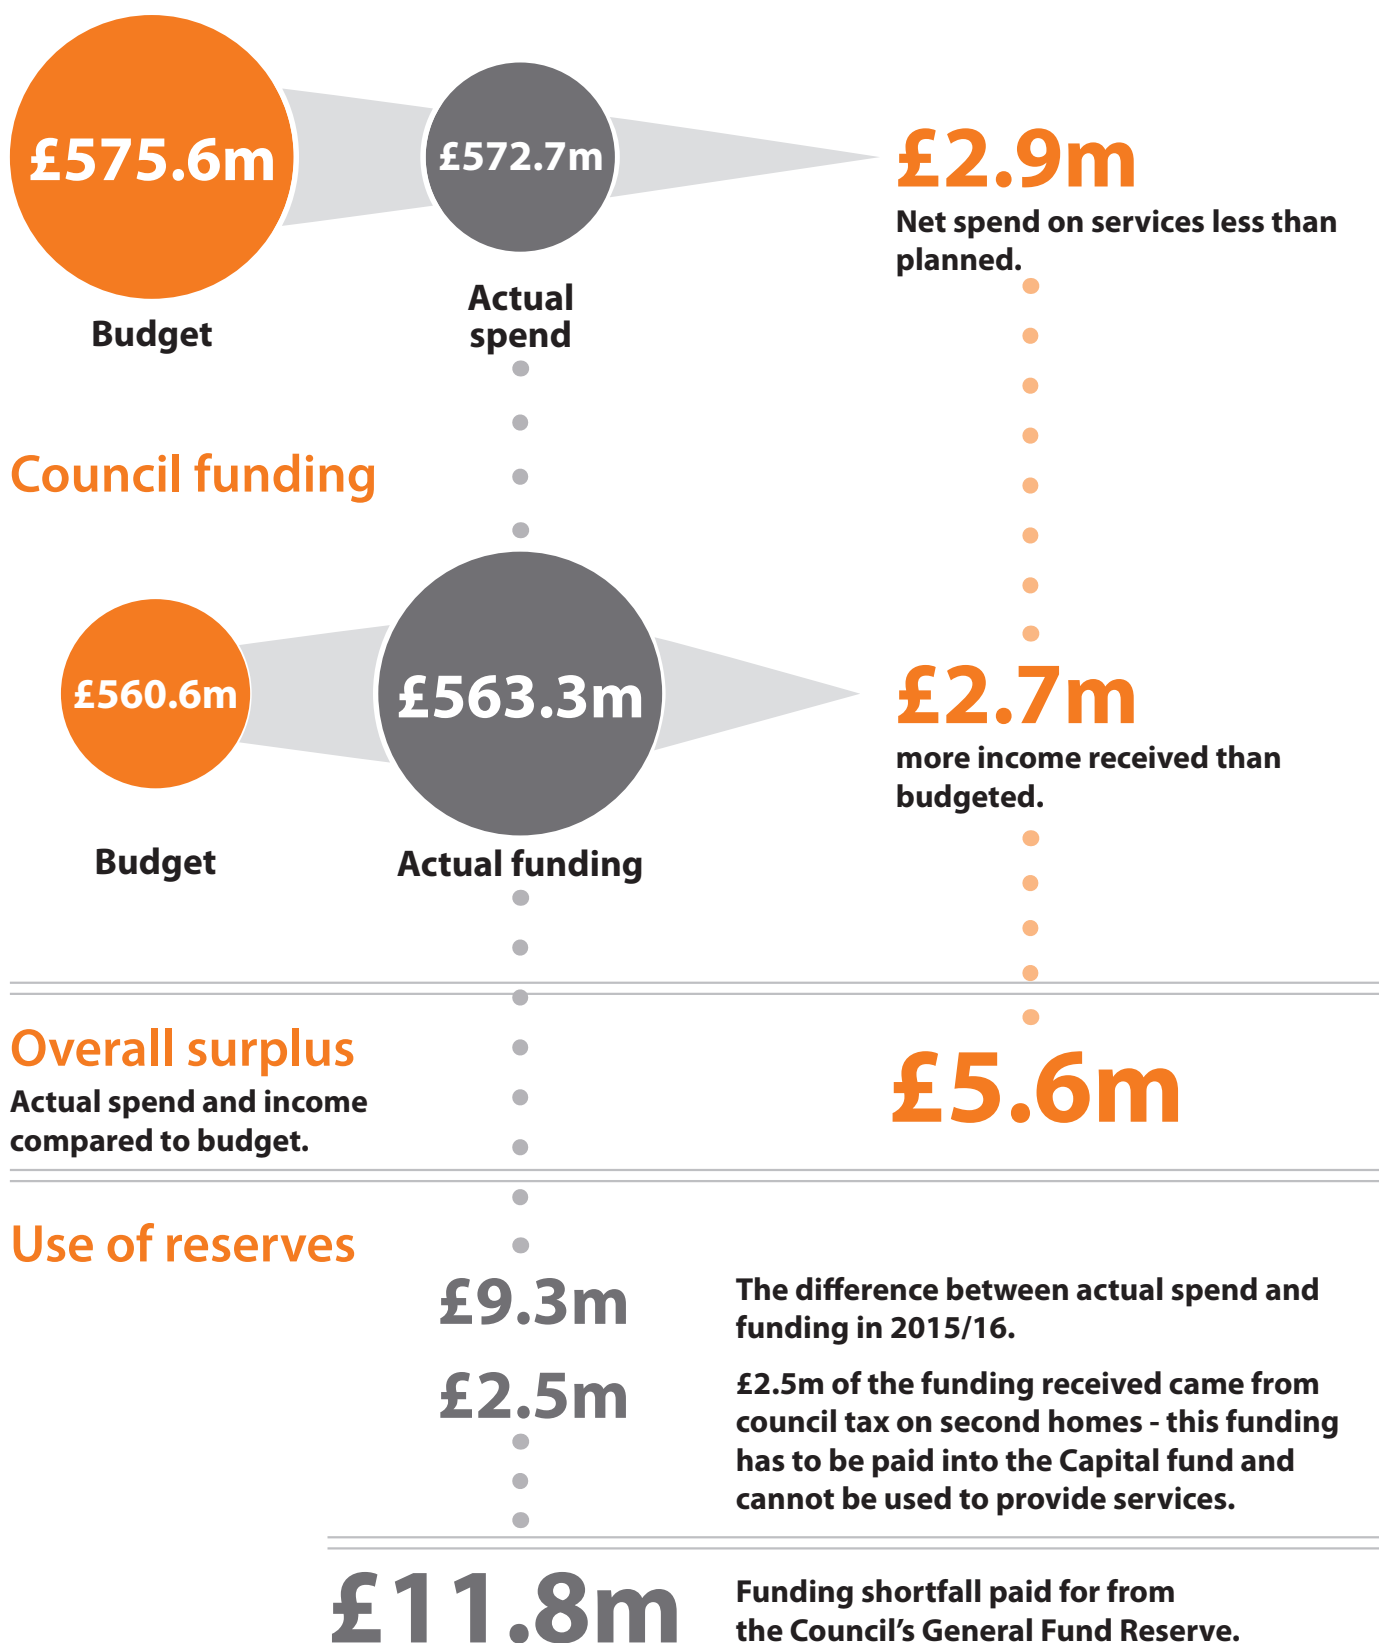 £575.6m
£572.7m
£2.9m
Net spend on services less than
planned.
Budget
Actual
spend
Council funding
£560.6m
£563.3m
£2.7m
more income received than
budgeted.
Budget
Actual funding
Overall surplus
Actual spend and income
compared to budget.
£5.6m
Use of reserves
£9.3m
The difference between actual spend and
funding in 2015/16.
£2.5m
£2.5m of the funding received came from
council tax on second homes - this funding
has to be paid into the Capital fund and
cannot be used to provide services.
£11.8m
Funding shortfall paid for from
the Council's General Fund Reserve.